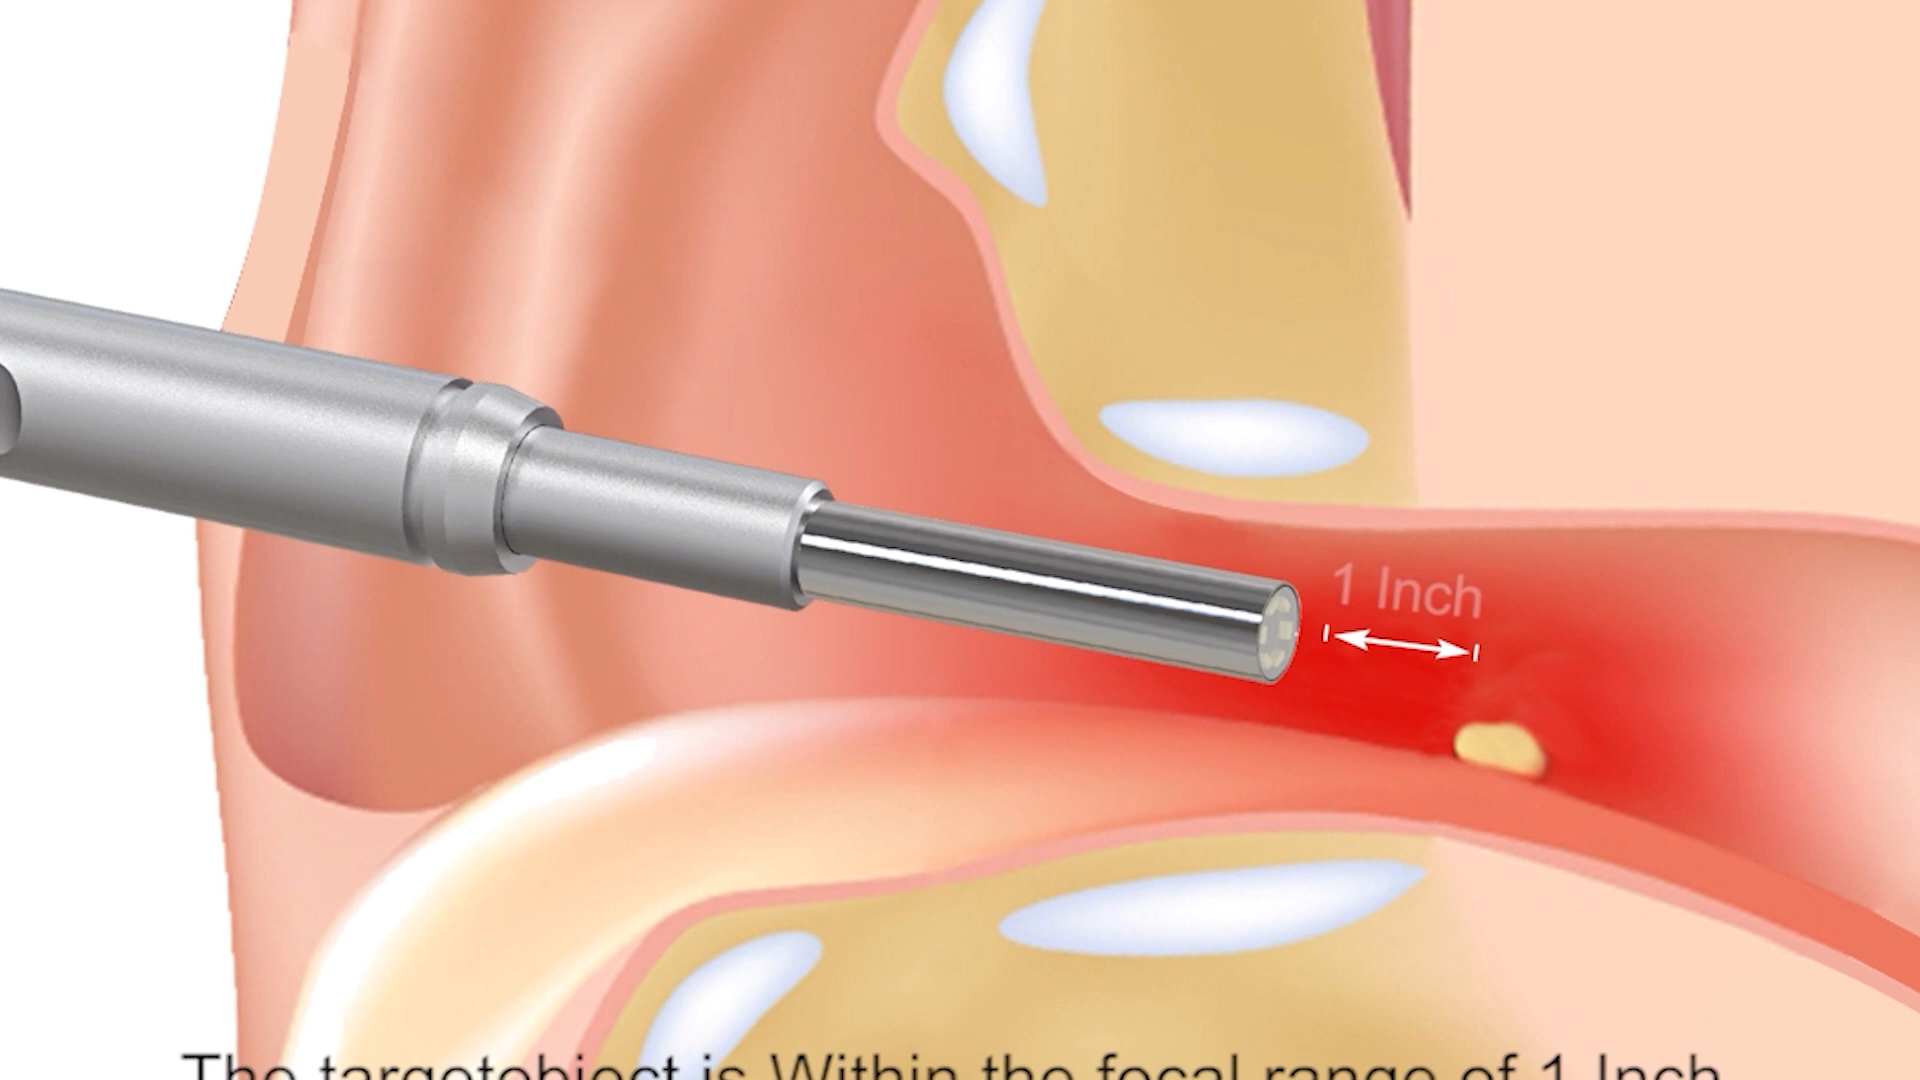 1 Inch
The targetobject is Within the focal range of 1 Inch